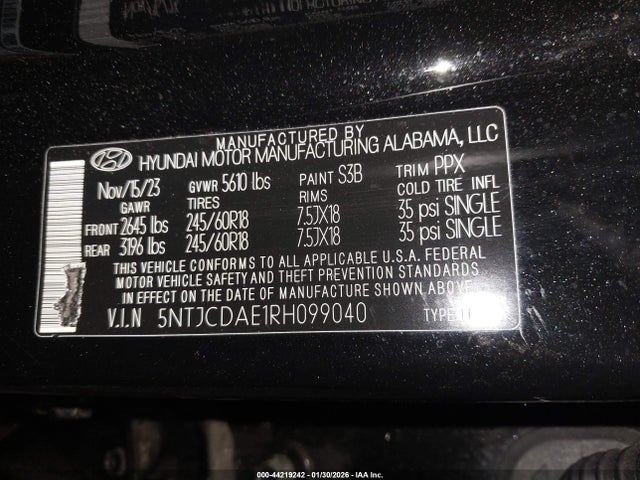 MANUFACTURED BY
HYUNDAI MOTOR MANUFACTURING ALABAMA, LLC
Nov/15/23 GVWR 5610 lbs PAINT S3B TRIM PPX
GAWR TIRES RIMS COLD TIRE INFL
FRONT 2645 lbs 245/60R18 7.5JX18 35 psi SINGLE
REAR 3196 lbs 245/60R18 7.5JX18 35 psi SINGLE
THIS VEHICLE CONFORMS TO ALL APPLICABLE U.S.A. FEDERAL
MOTOR VEHICLE SAFETY AND THEFT PREVENTION STANDARDS
IN EFFECT ON THE DATE OF MANUFACTURE SHOWN ABOVE.
V.I.N 5NTJCDAE1RH099040 TYPE
000-44219242 - 01/30/2026 - IAA Inc.